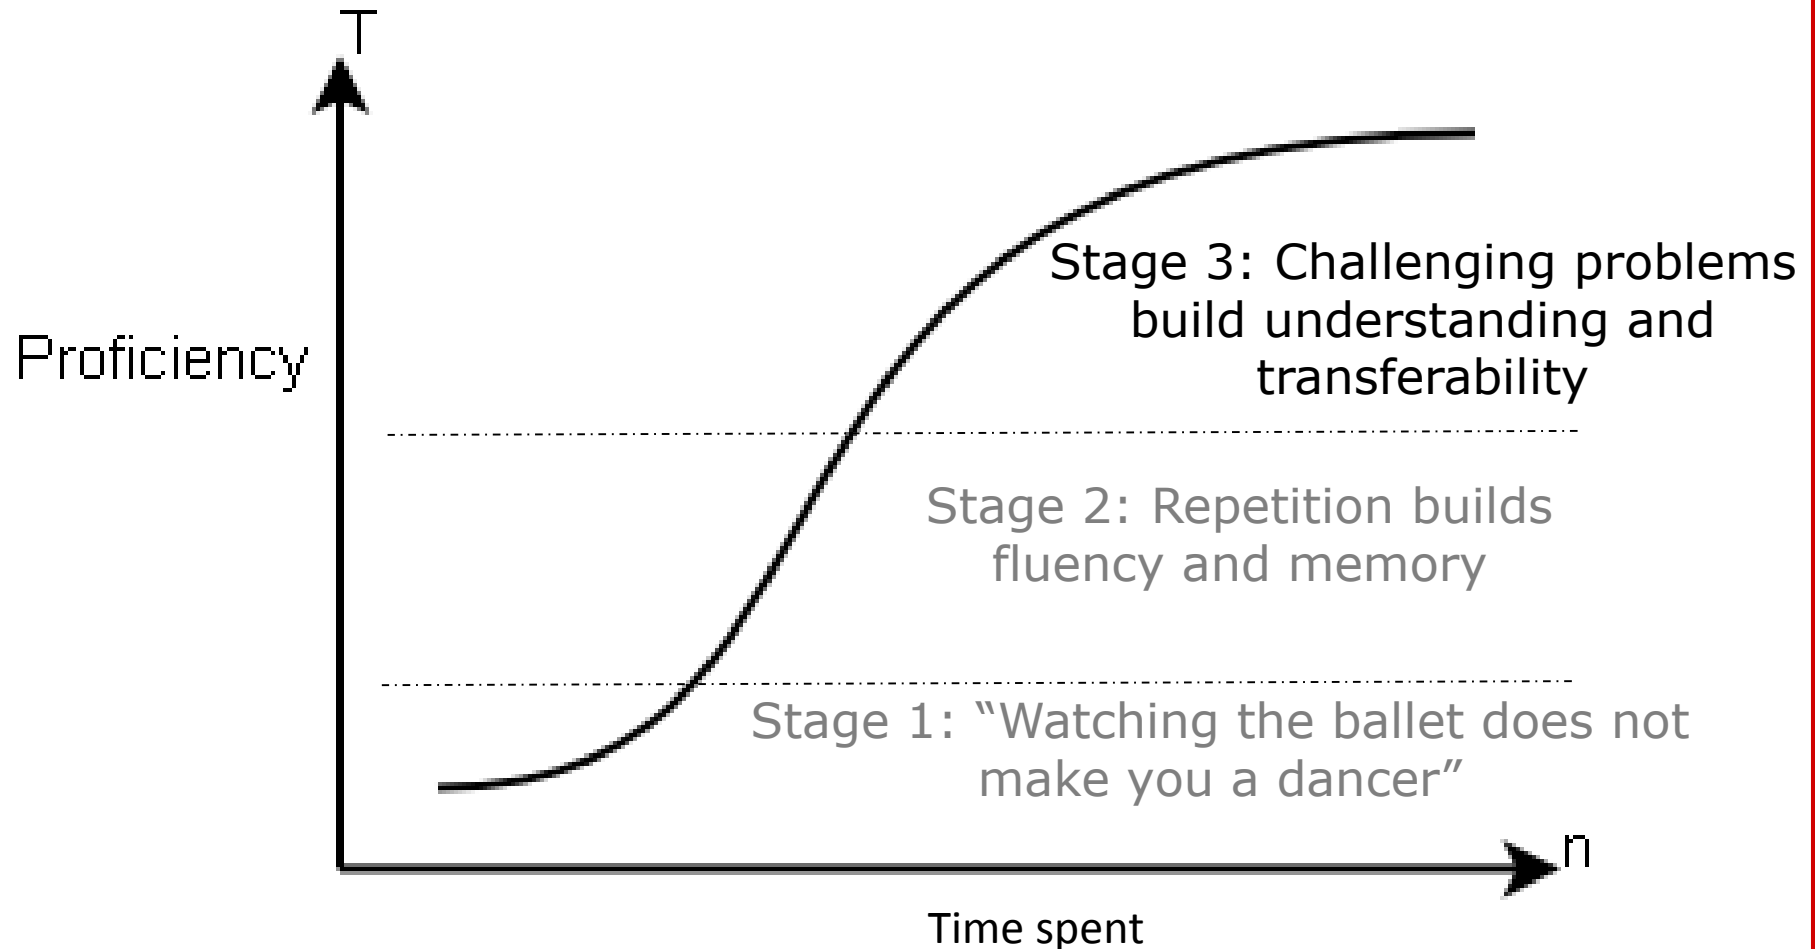 T
Proficiency
Stage 3: Challenging problems
build understanding and
transferability
Stage 2: Repetition builds
fluency and memory
Stage 1: “Watching the ballet does not
make you a dancer”
n
Time spent